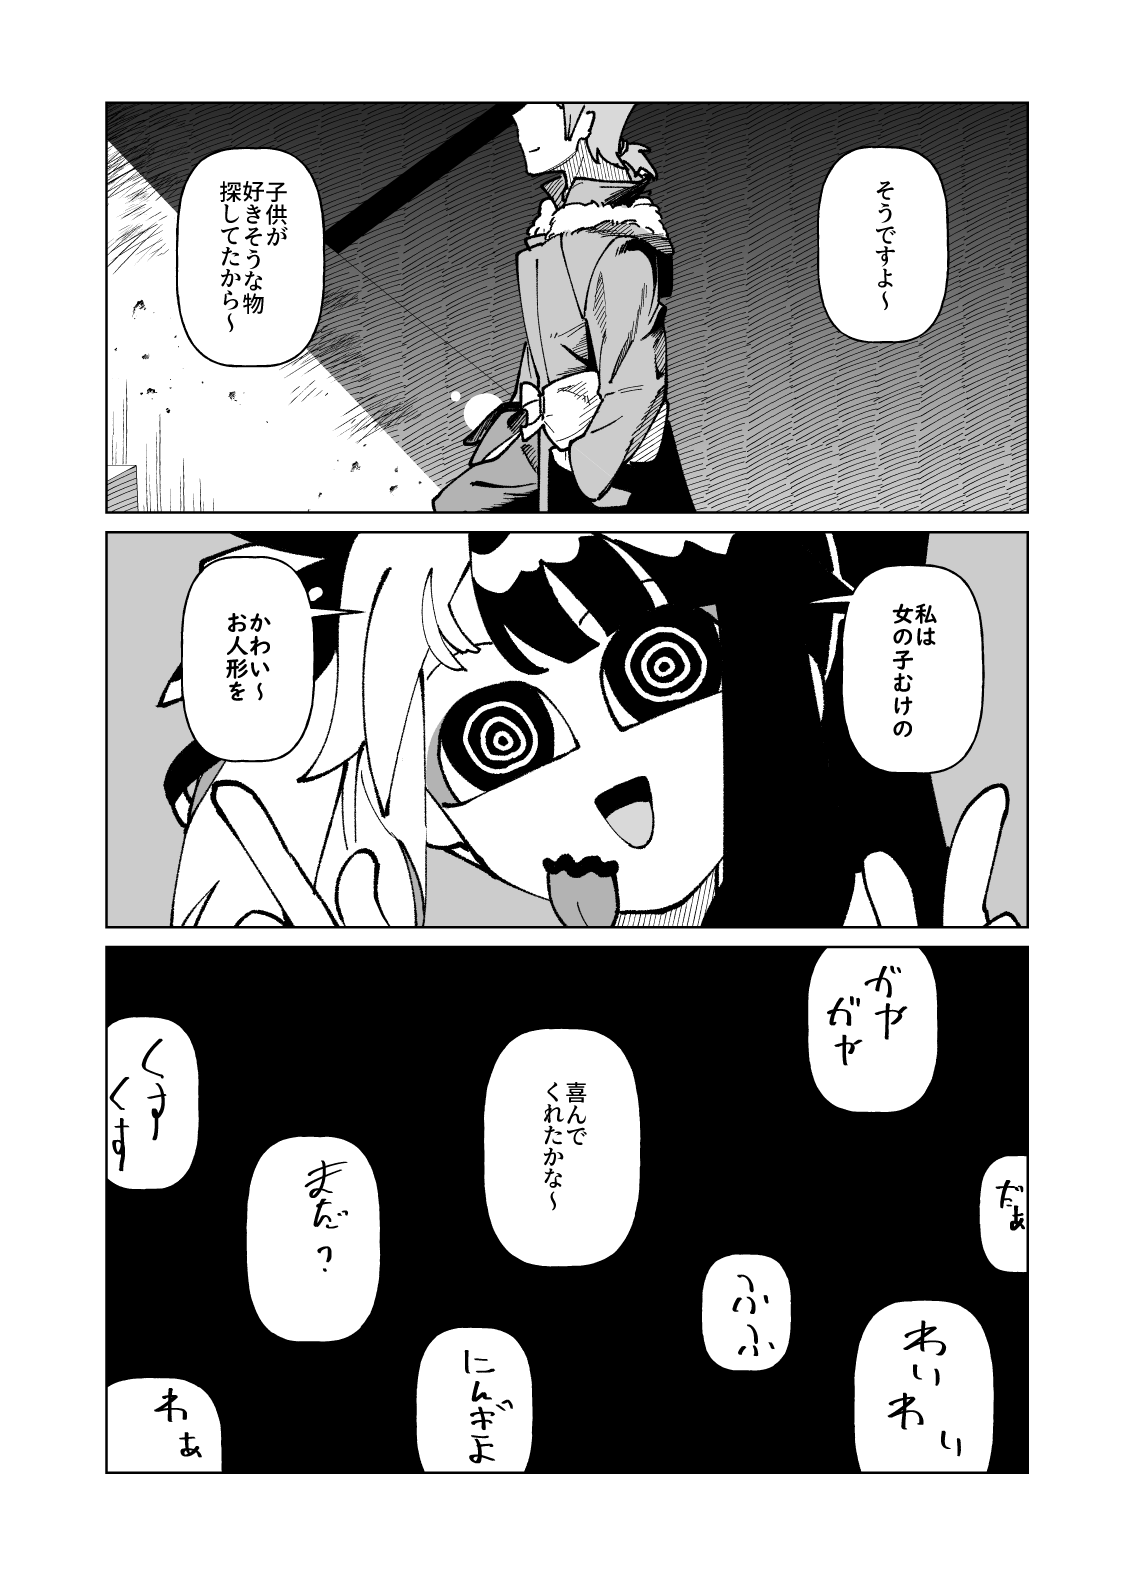 そうですよ～
子供が
好きそうな物
探してたから～
私は
女の子むけの
かわい～
お人形を
ガヤ
ガヤ
喜んで
くれたかな～
くす
くす
まだ？
だぁ
ふふ
わい
わい
にんぎょ
わぁ